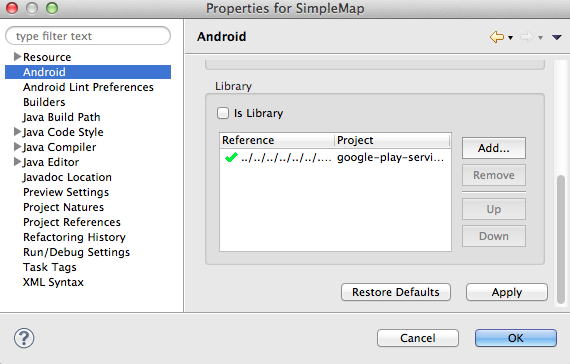 Properties for SimpleMap
type filter text
Resource
Android
Android Lint Preferences
Builders
Java Build Path
Java Code Style
Java Compiler
Java Editor
Javadoc Location
Preview Settings
Project Natures
Project References
Refactoring History
Run/Debug Settings
Task Tags
XML Syntax
Android
Library
Is Library
Reference Project
../../../../../../.... google-play-servi...
Add...
Remove
Up
Down
Restore Defaults Apply
? Cancel OK